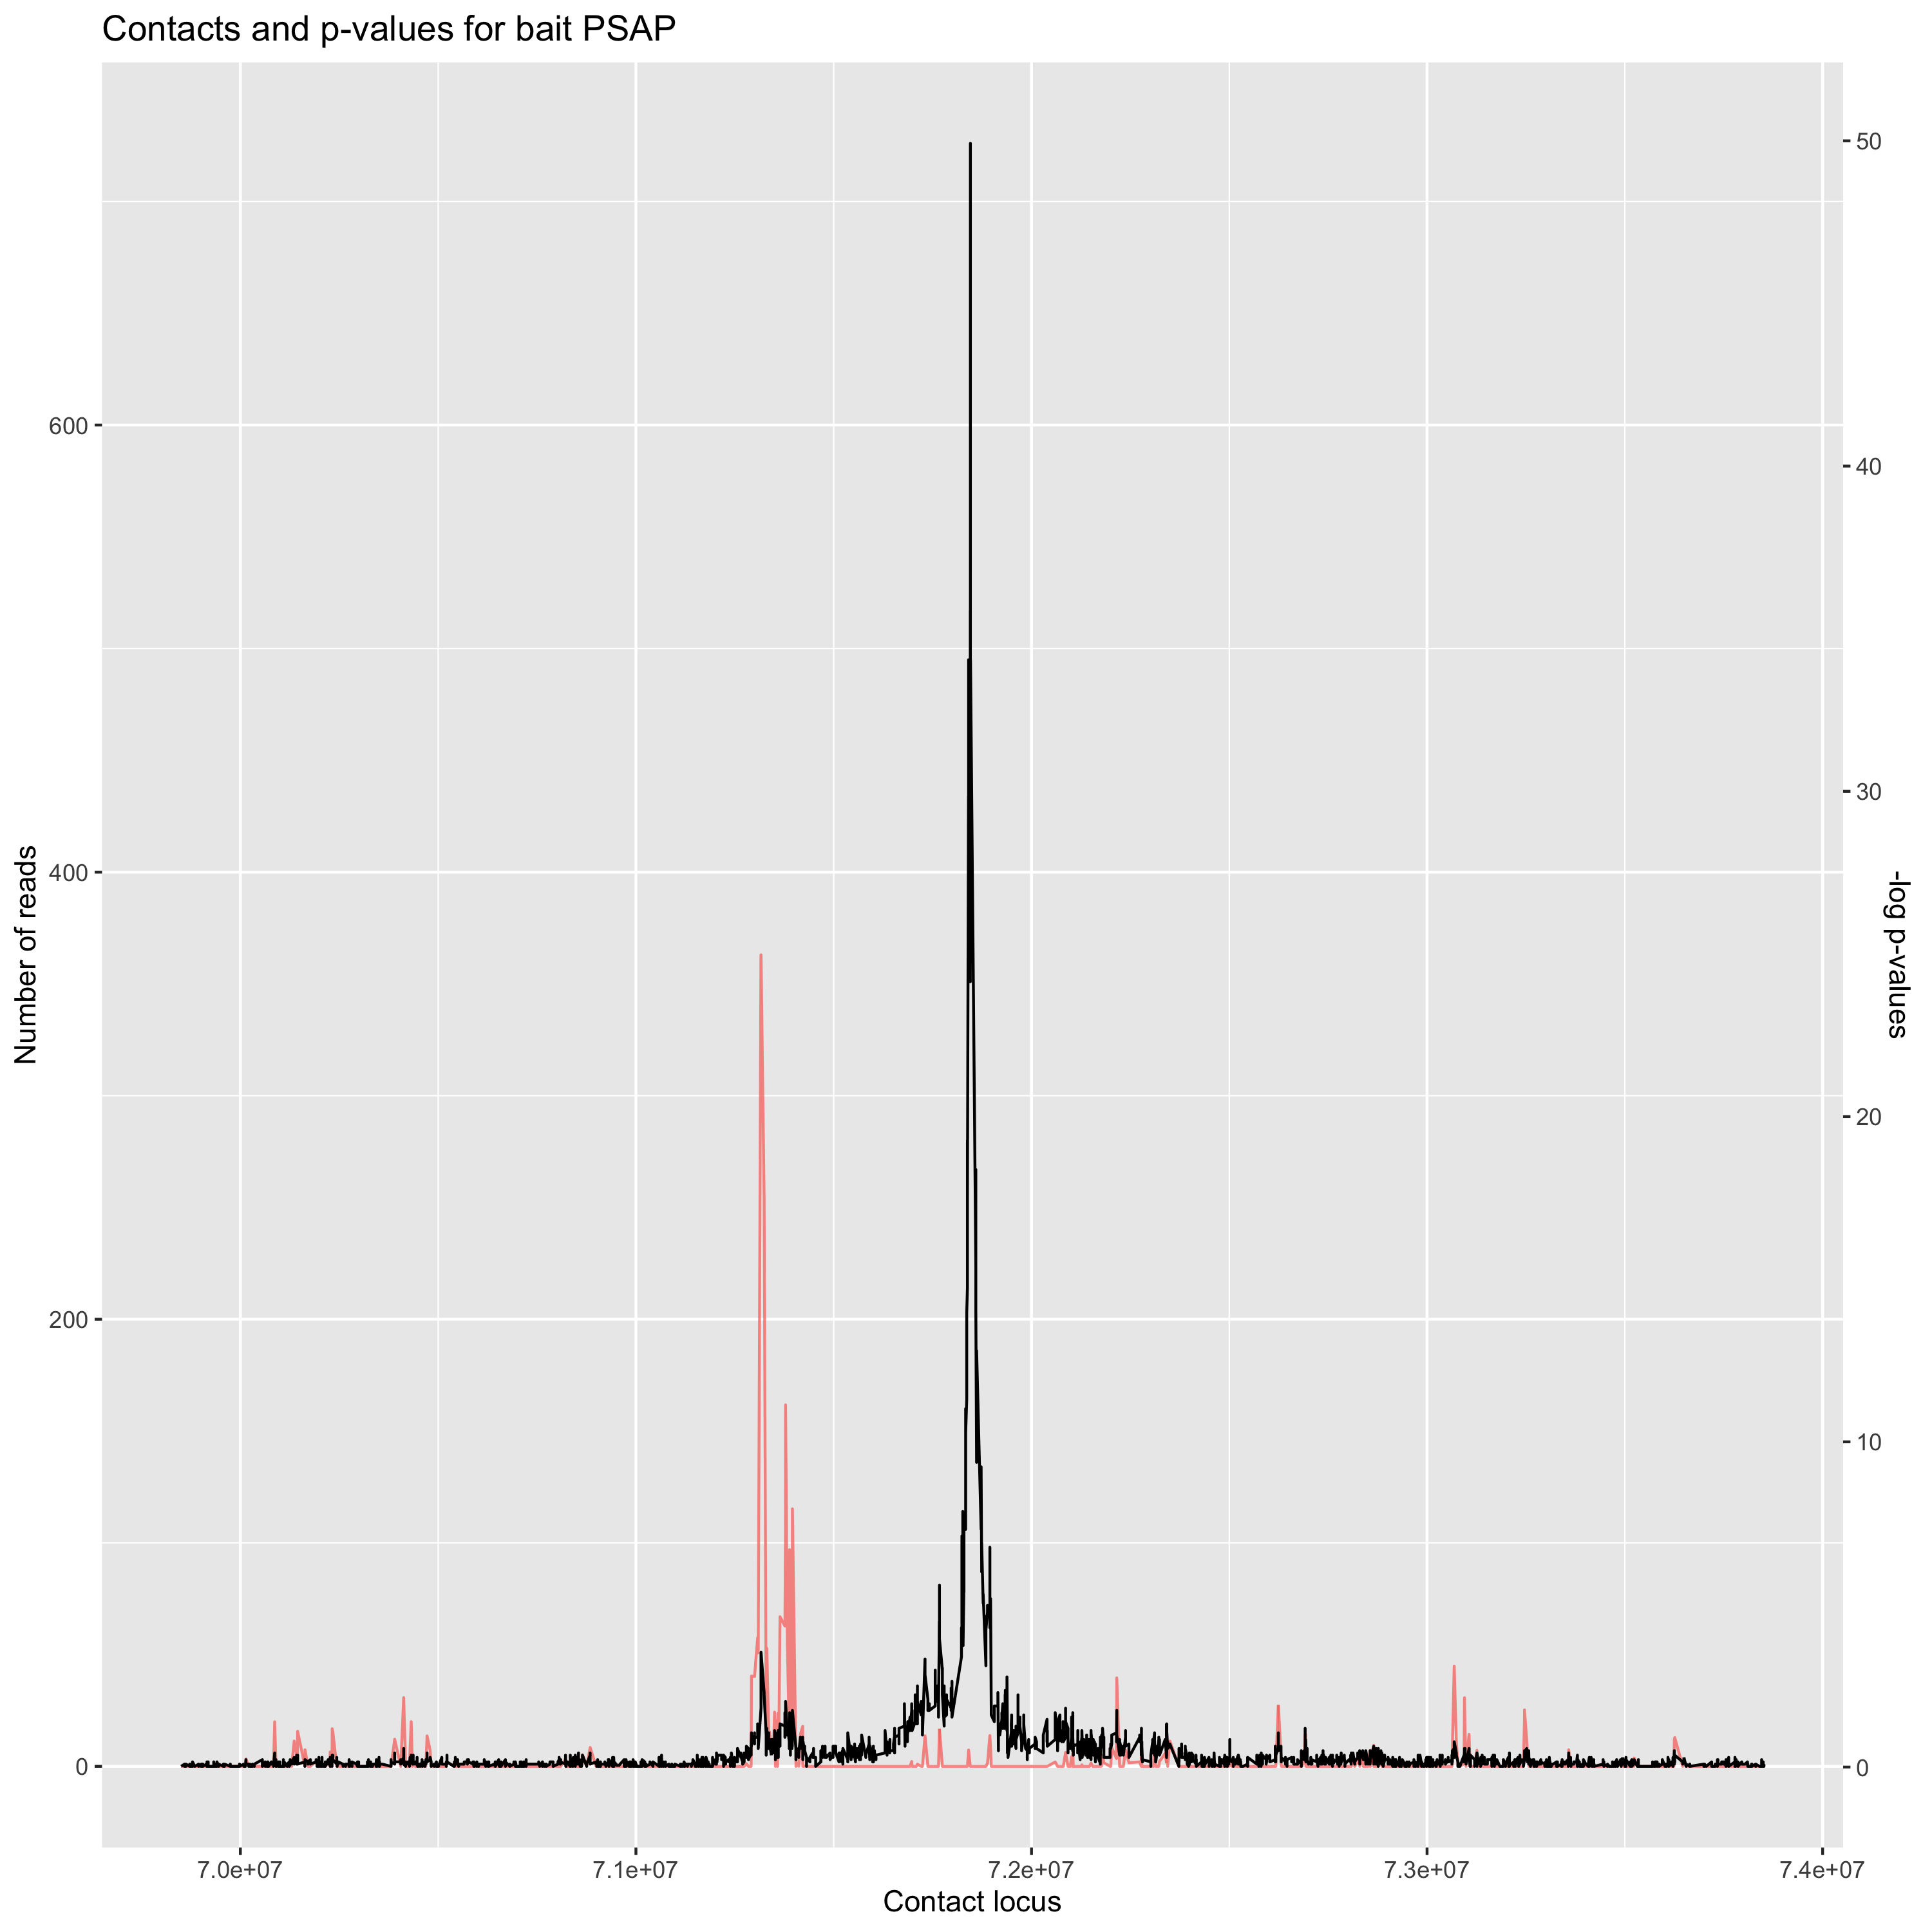 Contacts and p-values for bait PSAP
Number of reads
600
400
200
0
50
40
30
20
10
0
-log p-values
7.0e+07 7.1e+07 7.2e+07 7.3e+07 7.4e+07
Contact locus